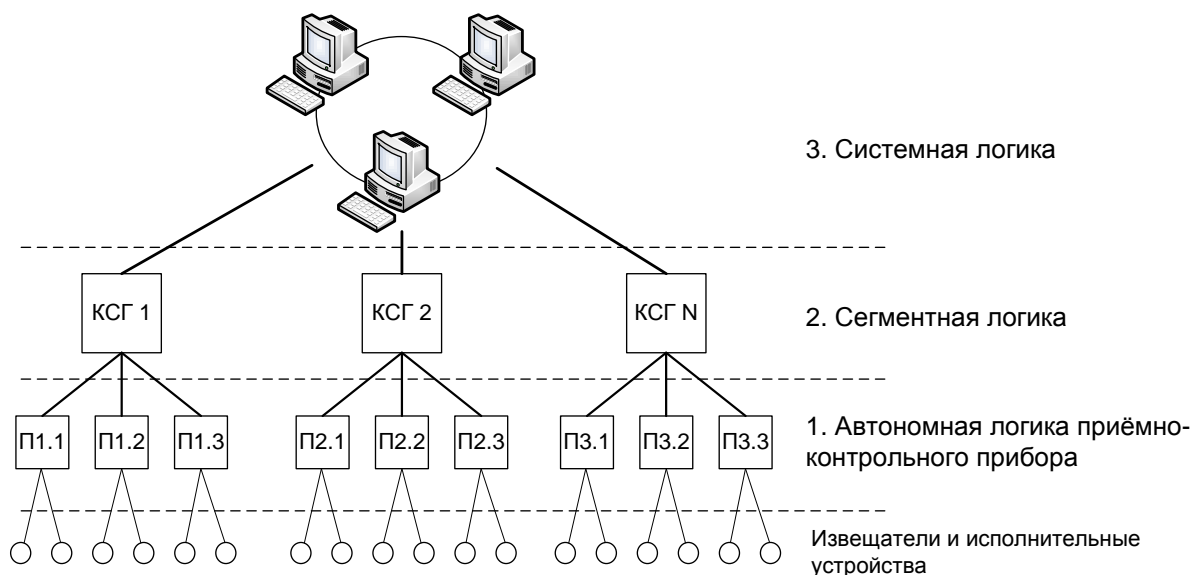 3. Системная логика
КСГ 1
КСГ 2
КСГ N
2. Сегментная логика
П1.1
П1.2
П1.3
П2.1
П2.2
П2.3
П3.1
П3.2
П3.3
1. Автономная логика приёмно-
контрольного прибора
Извещатели и исполнительные
устройства